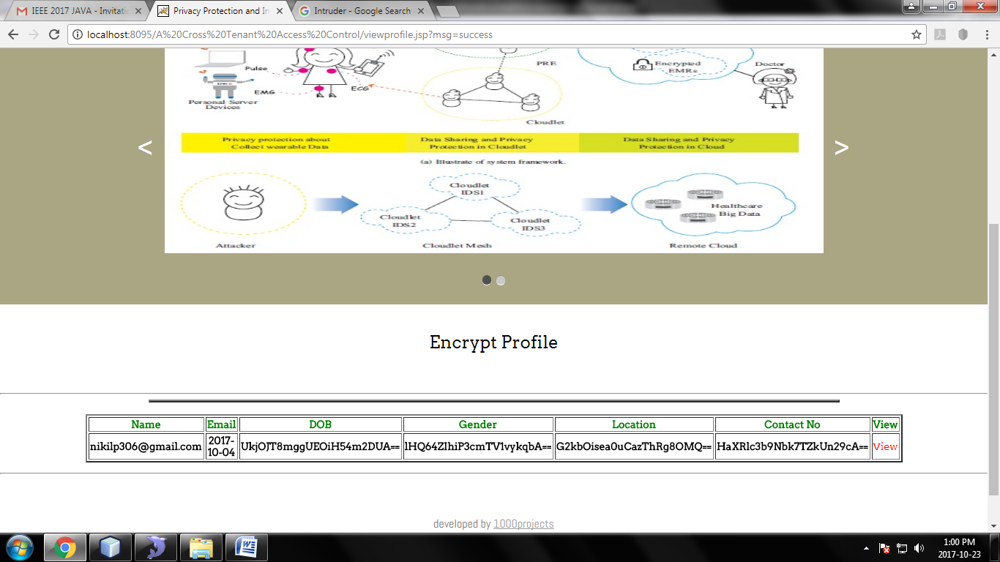 IEEE 2017 JAVA - Invitatio
Privacy Protection and In
Intruder - Google Search
localhost:8095/A%20Cross%20Tenant%20Access%20Control/viewprofile.jsp?msg=success
PRE
Encrypted
EMRs
Doctor
Pulse
EMG
ECG
Personal Server
Devices
Cloudlet
Privacy protection about
Collect wearable Data
Data Sharing and Privacy
Protection in Cloudlet
Data Sharing and Privacy
Protection in Cloud
(a) Illustrate of system framework.
<
>
Cloudlet
IDS1
Cloudlet
IDS2
Cloudlet
IDS3
Healthcare
Big Data
Attacker
Cloudlet Mesh
Remote Cloud
Encrypt Profile
Name Email DOB Gender Location Contact No View
nikilp306@gmail.com 2017-10-04 UkjOJT8mggUEOiH54m2DUA== lHQ64ZIhiP3cmTV1vykqbA== G2kbOisea0uCazThRg8OMQ== HaXRlc3b9Nbk7TZkUn29cA== View
developed by 1000projects
1:00 PM
2017-10-23